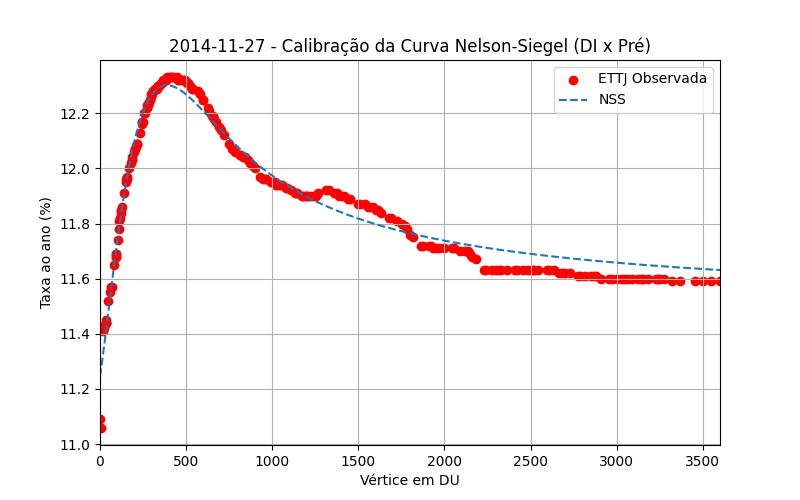 2014-11-27 - Calibração da Curva Nelson-Siegel (DI x Pré)
ETTJ Observada
NSS
12.2
12.0
11.8
11.6
11.4
11.2
11.0
Taxa ao ano (%)
0 500 1000 1500 2000 2500 3000 3500
Vértice em DU